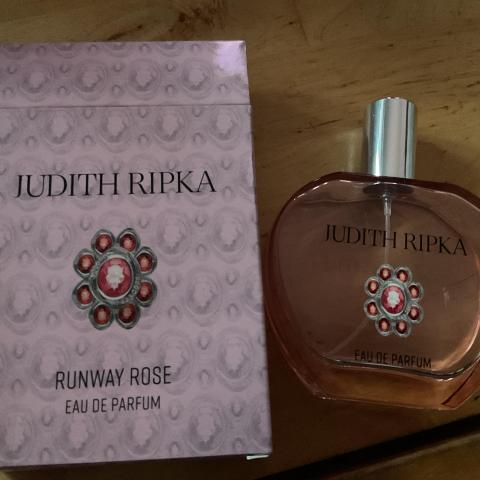 JUDITH RIPKA
RUNWAY ROSE
EAU DE PARFUM
JUDITH RIPKA
EAU DE PARFUM